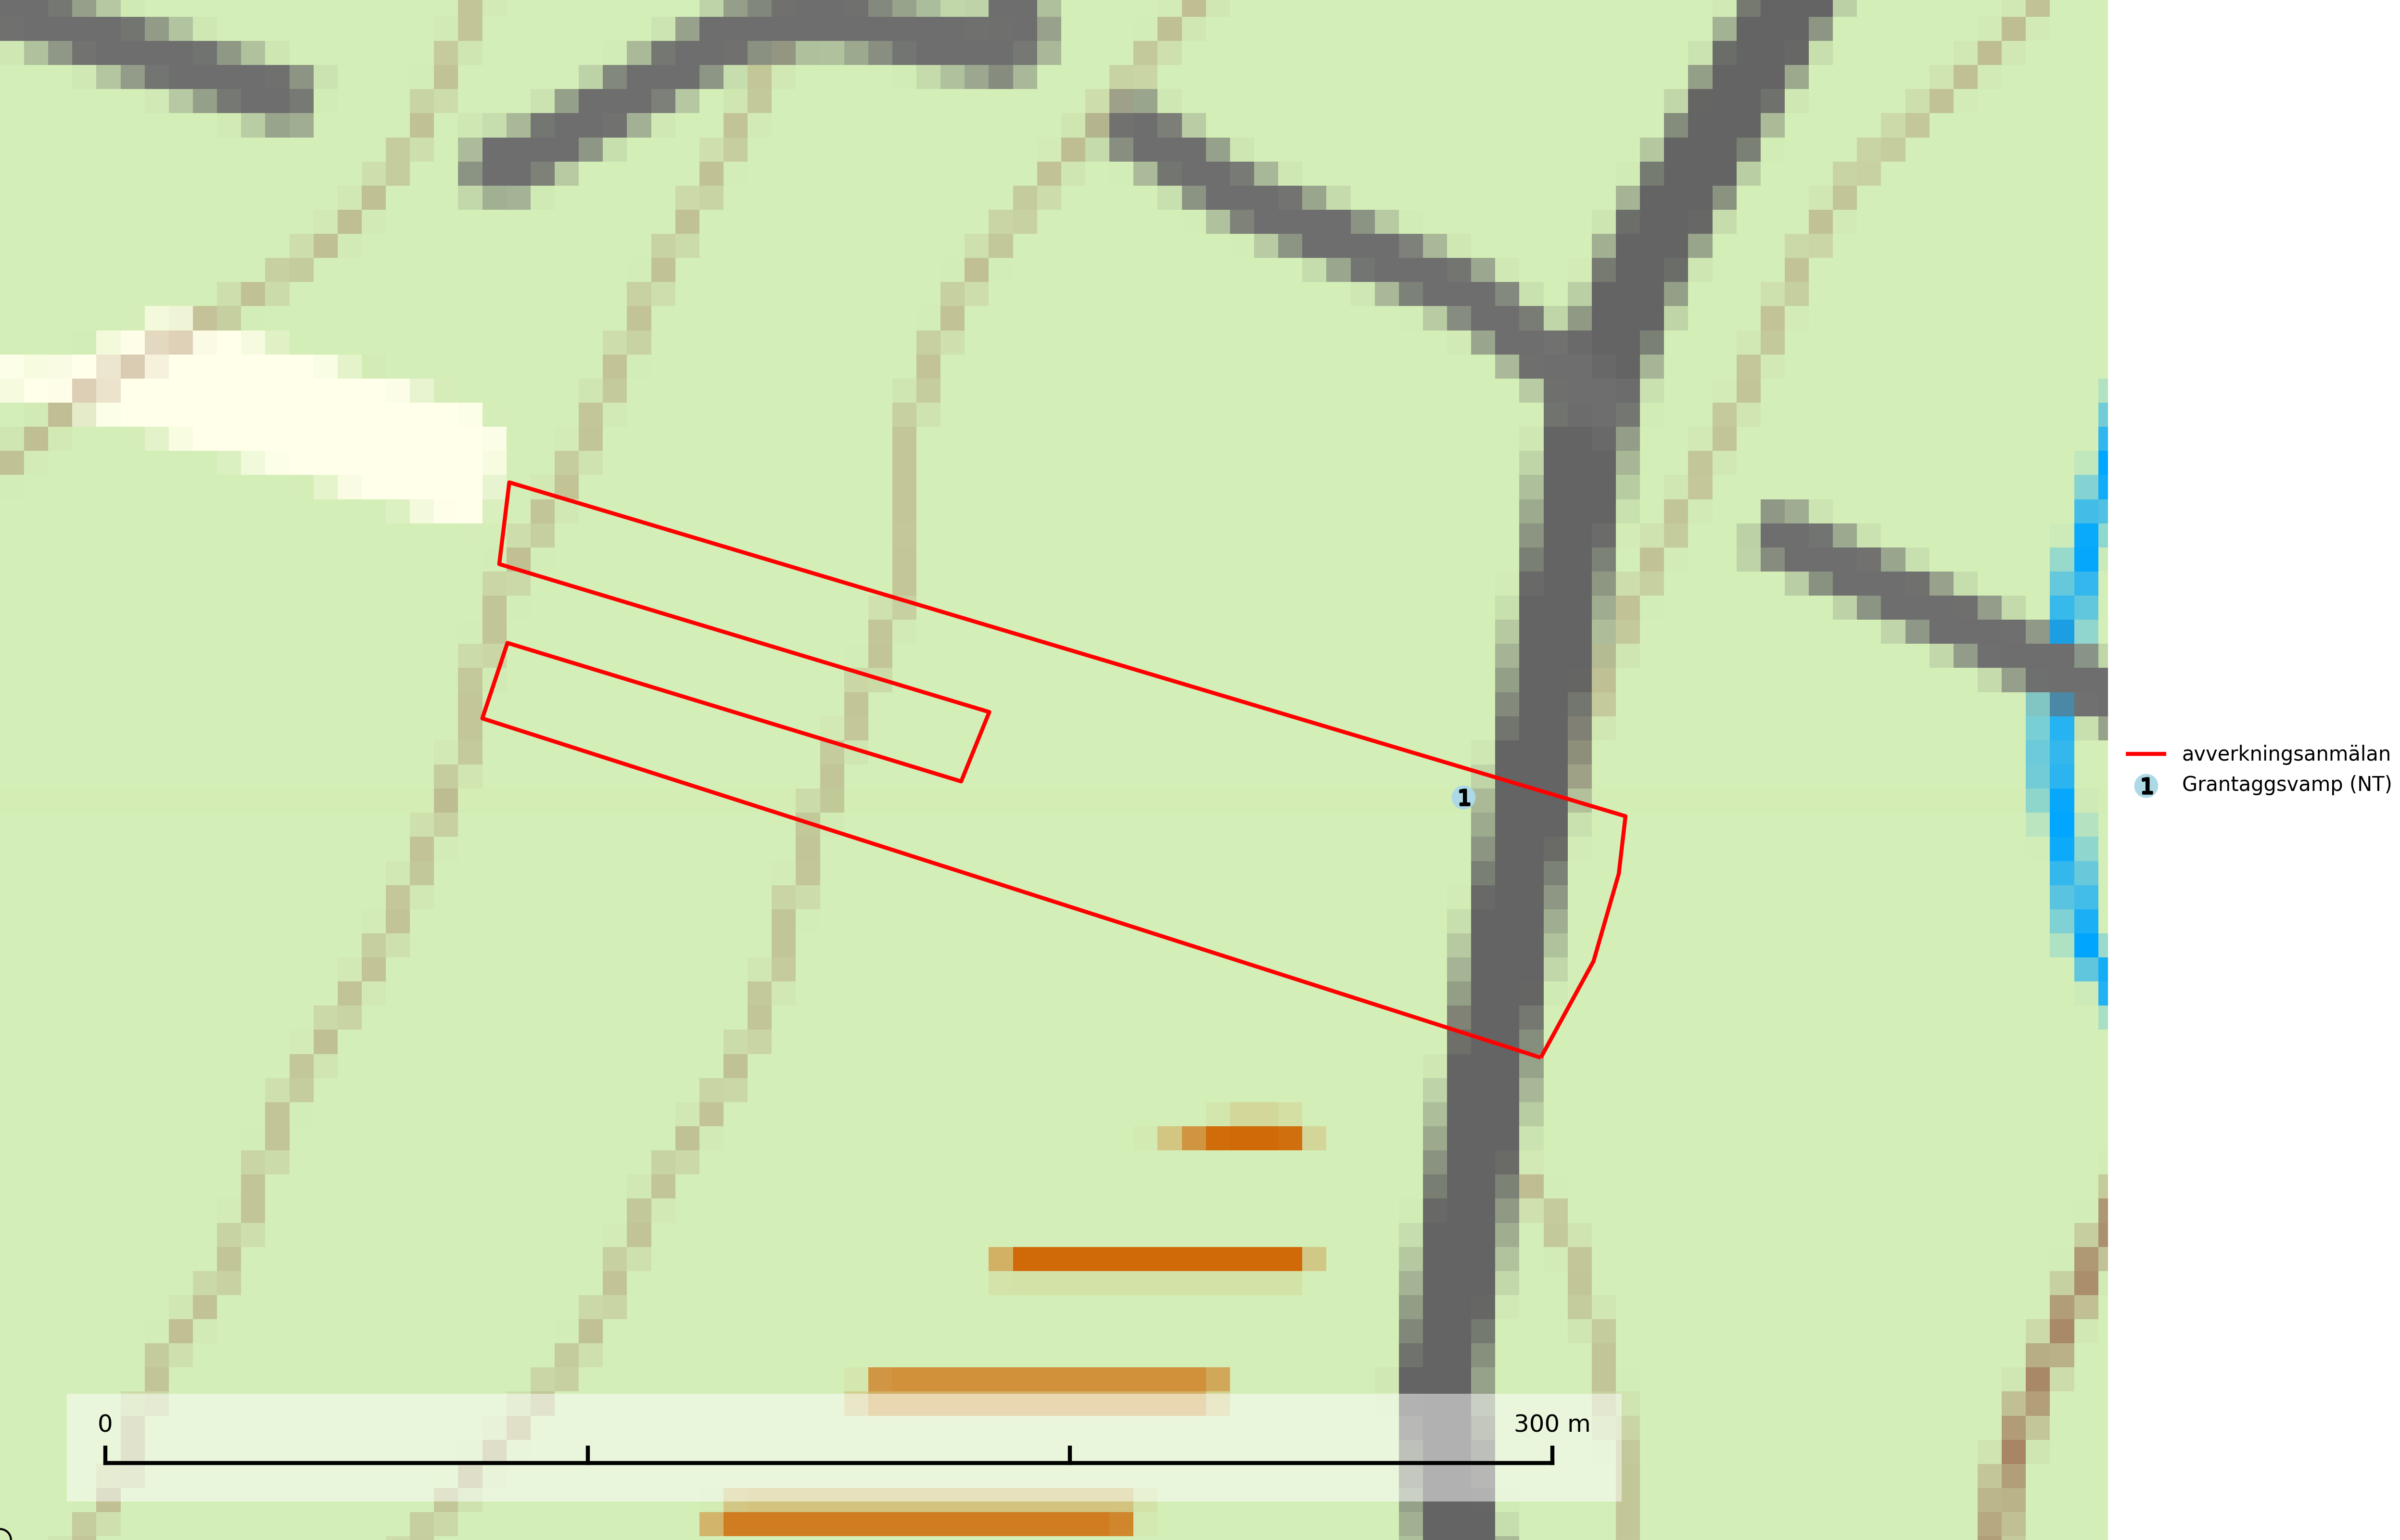 1
avverkningsanmälan
1 Grantaggsvamp (NT)
0 300 m